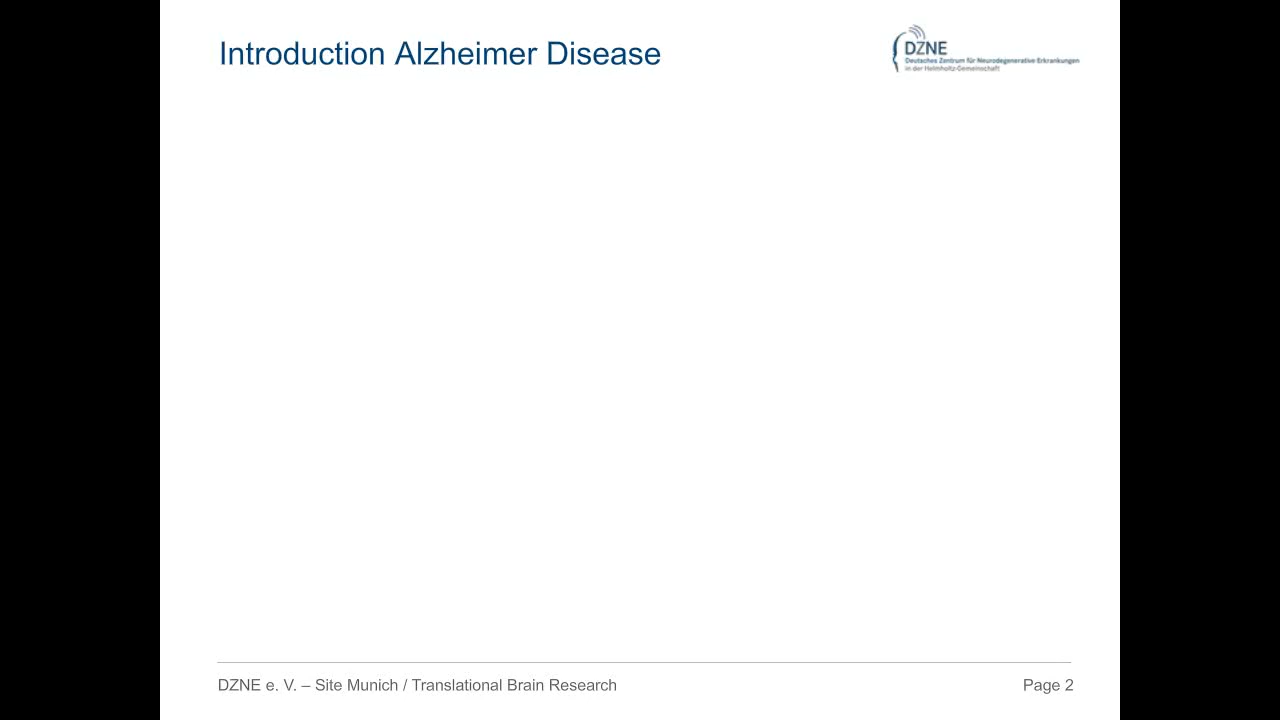 Introduction Alzheimer Disease
DZNE
Deutsches Zentrum für Neurodegenerative Erkrankungen
in der Helmholtz-Gemeinschaft
DZNE e. V. – Site Munich / Translational Brain Research
Page 2